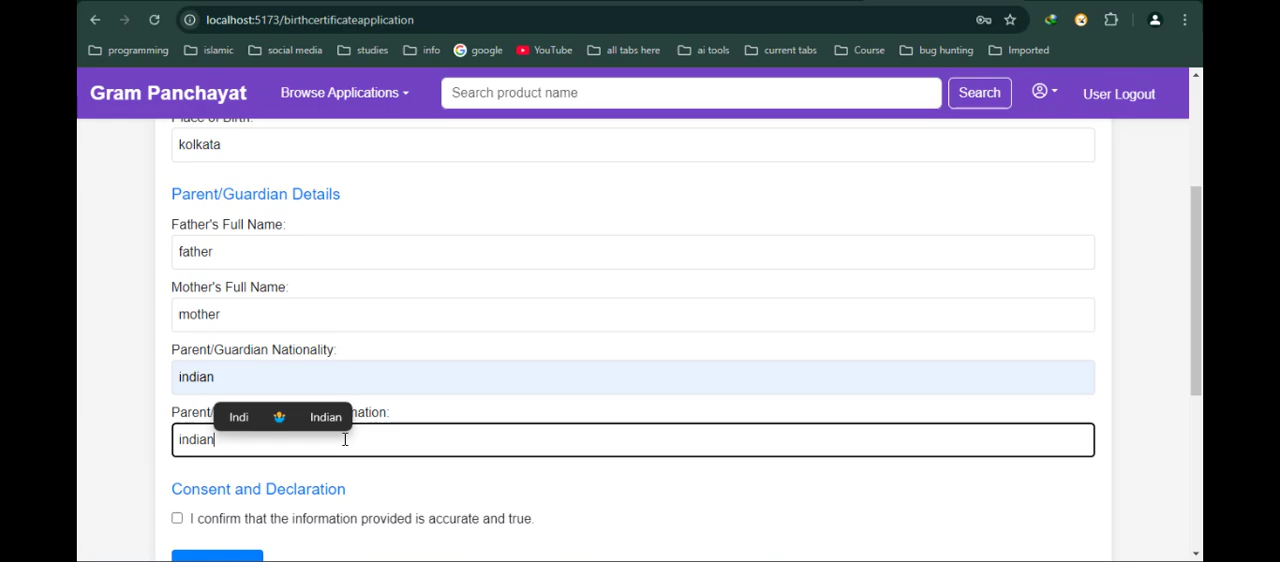 localhost:5173/birthcertificateapplication
programming islamic social media studies info google YouTube all tabs here ai tools current tabs Course bug hunting Imported
Gram Panchayat Browse Applications Search product name Search User Logout
Place of Birth:
kolkata
Parent/Guardian Details
Father's Full Name:
father
Mother's Full Name:
mother
Parent/Guardian Nationality:
indian
Parent/
Indi Indian
indian
Consent and Declaration
I confirm that the information provided is accurate and true.